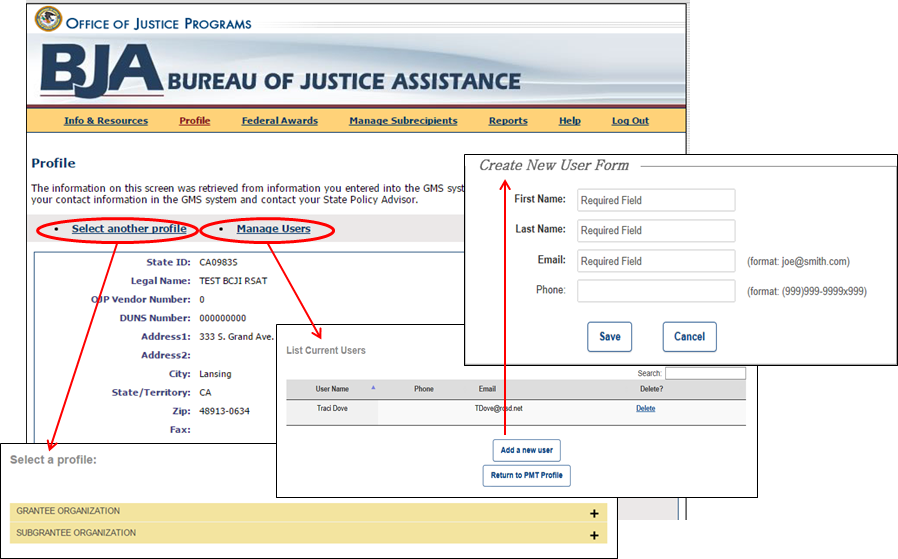 OFFICE OF JUSTICE PROGRAMS
BJA BUREAU OF JUSTICE ASSISTANCE
Info & Resources Profile Federal Awards Manage Subrecipients Reports Help Log Out
Profile
The information on this screen was retrieved from information you entered into the GMS syst
your contact information in the GMS system and contact your State Policy Advisor.
• Select another profile • Manage Users
State ID: CA0983S
Legal Name: TEST BCJI RSAT
OJP Vendor Number: 0
DUNS Number: 000000000
Address1: 333 S. Grand Ave.
Address2:
City: Lansing
State/Territory: CA
Zip: 48913-0634
Fax:
Create New User Form
First Name: Required Field
Last Name: Required Field
Email: Required Field (format: joe@smith.com)
Phone: (format: (999)999-9999x999)
Save Cancel
List Current Users
Search:
User Name Phone Email Delete?
Traci Dove TDove@rcsd.net Delete
Add a new user
Return to PMT Profile
Select a profile:
GRANTEE ORGANIZATION +
SUBGRANTEE ORGANIZATION +